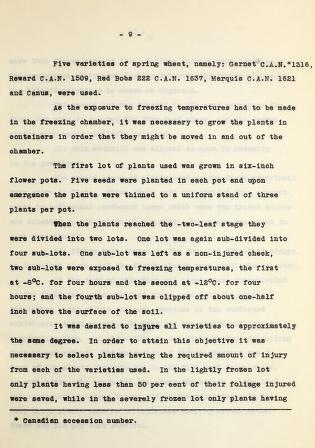 - 9 -
Five varieties of spring wheat, namely: Garnet C.A.N.*1316,
Reward C.A.N. 1509, Red Bobs 222 C.A.N. 1637, Marquis C.A.N. 1621
and Canus, were used.
As the exposure to freezing temperatures had to be made
in the freezing chamber, it was necessary to grow the plants in
containers in order that they might be moved in and out of the
chamber.
The first lot of plants used was grown in six-inch
flower pots. Five seeds were planted in each pot and upon
emergence the plants were thinned to a uniform stand of three
plants per pot.
When the plants reached the -two-leaf stage they
were divided into two lots. One lot was again sub-divided into
four sub-lots. One sub-lot was left as a non-injured check,
two sub-lots were exposed to freezing temperatures, the first
at -8°C. for four hours and the second at -12°C. for four
hours; and the fourth sub-lot was clipped off about one-half
inch above the surface of the soil.
It was desired to injure all varieties to approximately
the same degree. In order to attain this objective it was
necessary to select plants having the required amount of injury
from each of the varieties used. In the lightly frozen lot
only plants having less than 50 per cent of their foliage injured
were saved, while in the severely frozen lot only plants having
* Canadian accession number.